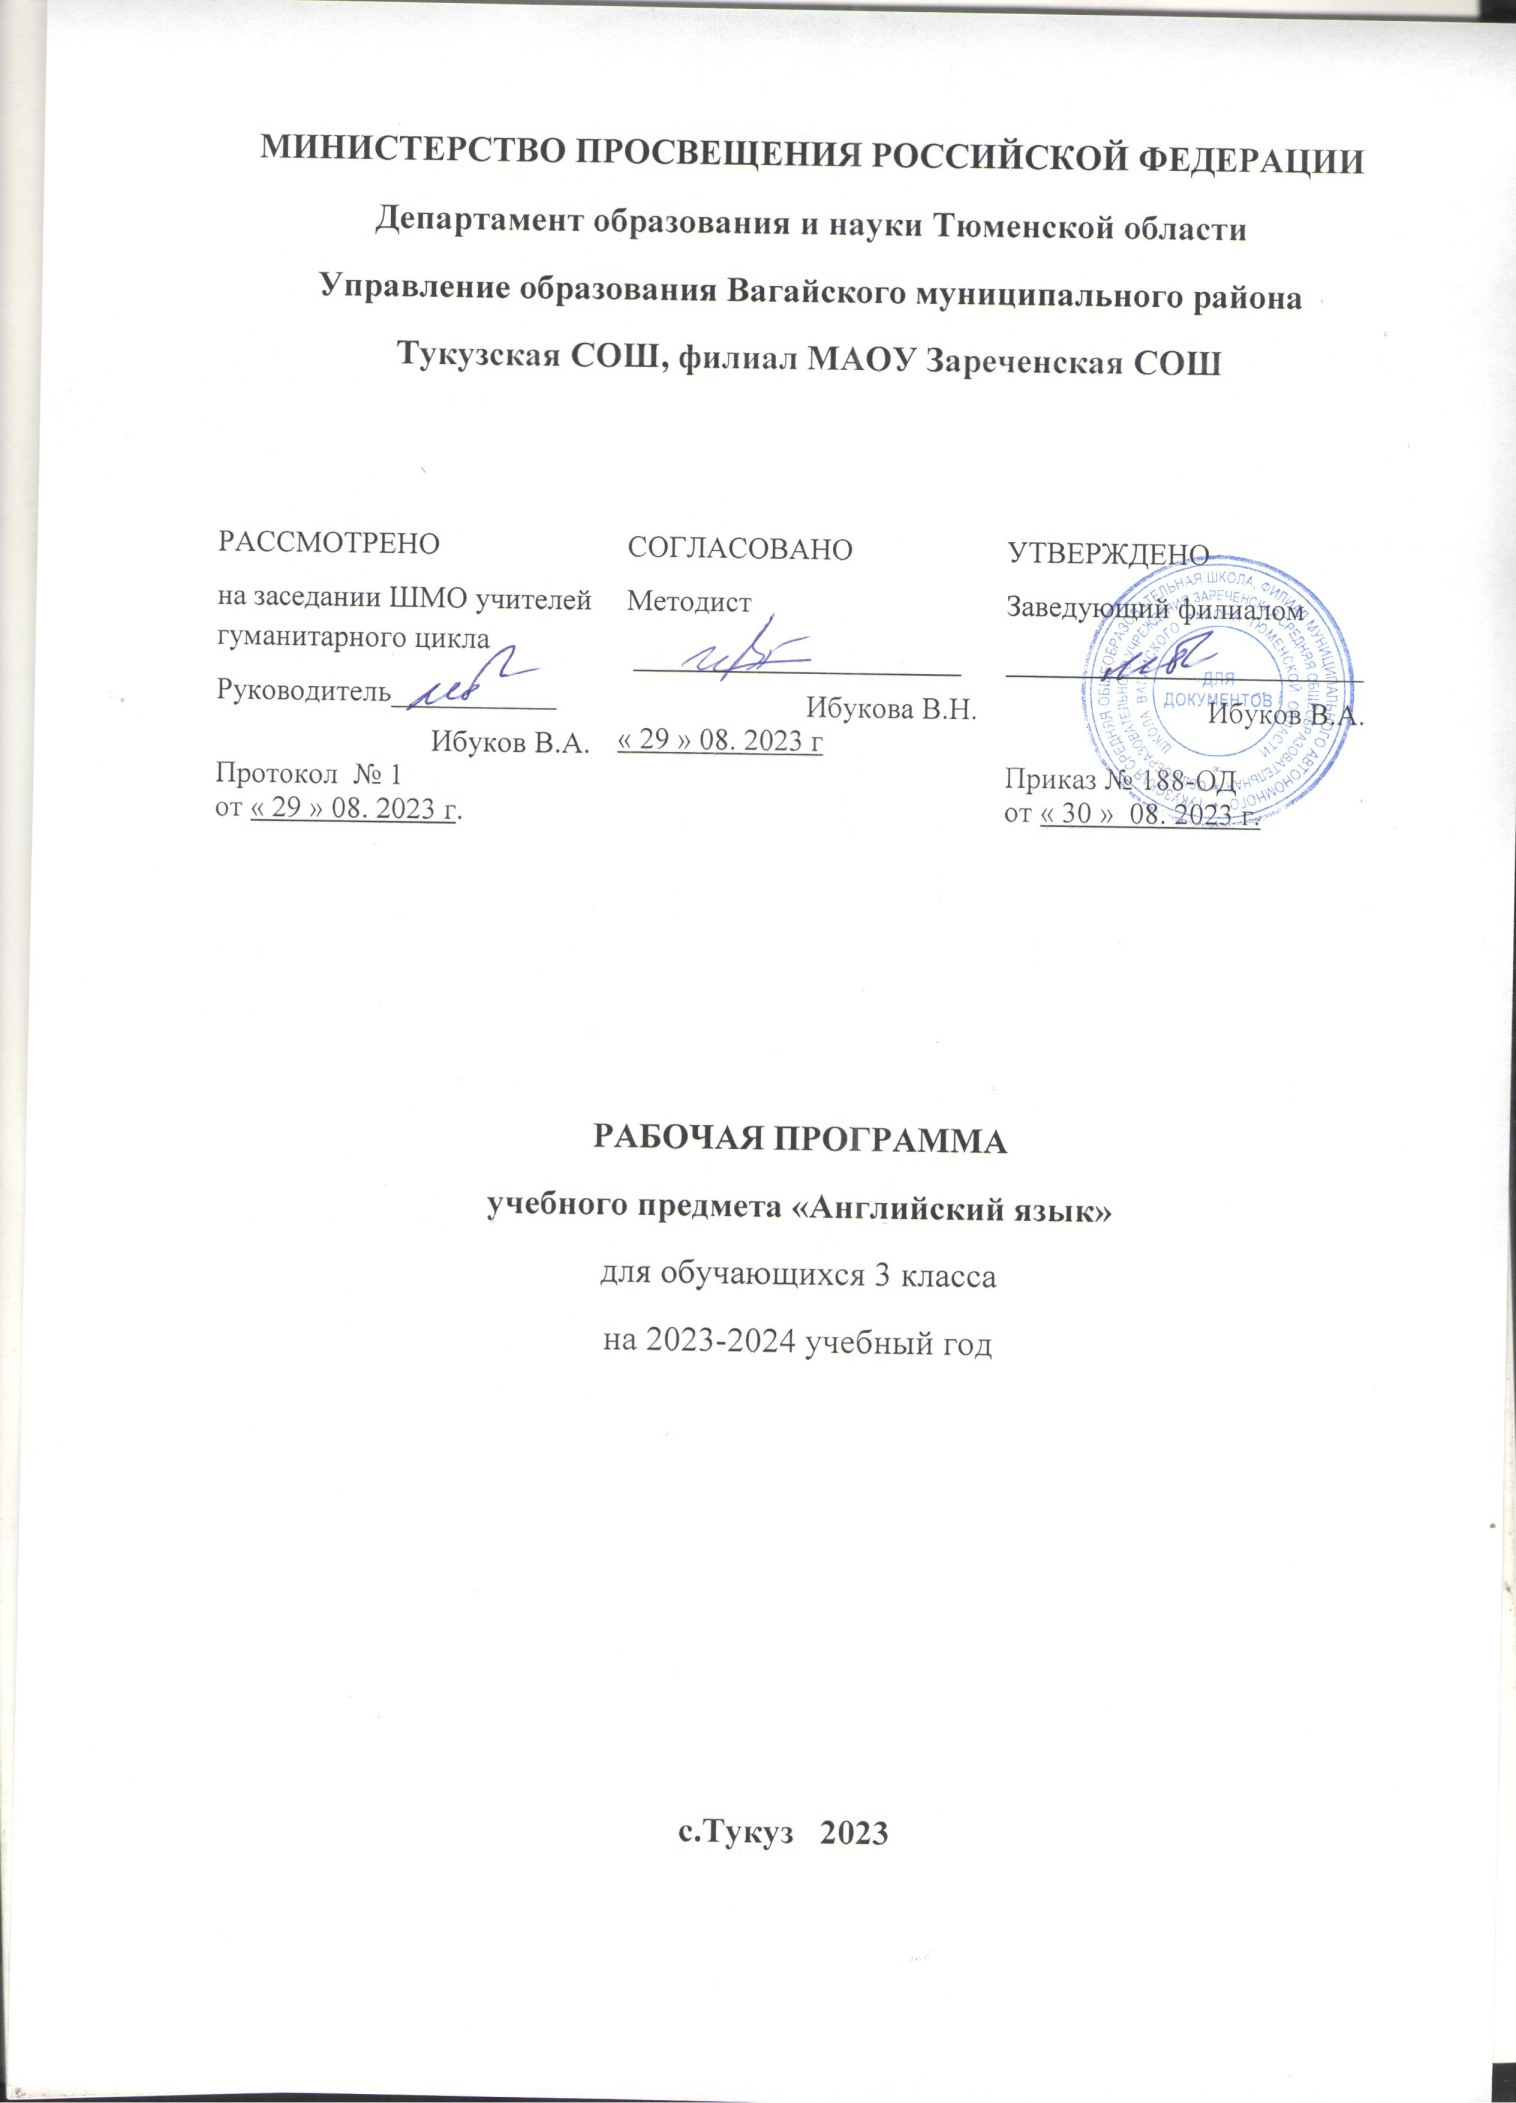 МИНИСТЕРСТВО ПРОСВЕЩЕНИЯ РОССИЙСКОЙ ФЕДЕРАЦИИ
Департамент образования и науки Тюменской области
Управление образования Вагайского муниципального района
Тукузская СОШ, филиал МАОУ Зареченская СОШ
РАССМОТРЕНО
на заседании ШМО учителей
гуманитарного цикла
Руководитель____________
Ибуков В.А.
Протокол № 1
от « 29 » 08. 2023 г.
СОГЛАСОВАНО
Методист
Ибукова В.Н.
« 29 » 08. 2023 г
УТВЕРЖДЕНО
Заведующий филиалом
Ибуков В.А.
Приказ № 188-ОД
от « 30 » 08. 2023 г.
ДЛЯ
ДОКУМЕНТОВ
РАБОЧАЯ ПРОГРАММА
учебного предмета «Английский язык»
для обучающихся 3 класса
на 2023-2024 учебный год
с.Тукуз 2023